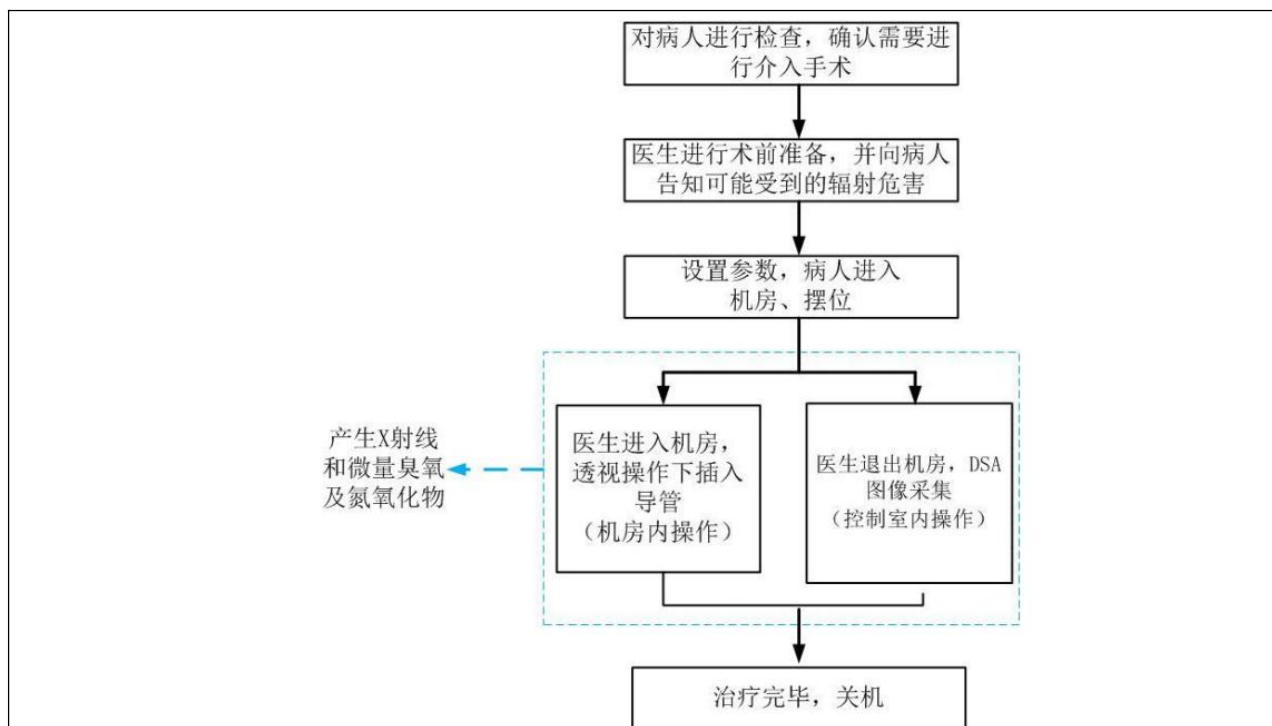 对病人进行检查，确认需要进
行介入手术
医生进行术前准备，并向病人
告知可能受到的辐射危害
设置参数，病人进入
机房、摆位
产生X射线
和微量臭氧
及氮氧化物
医生进入机房，
透视操作下插入
导管
（机房内操作）
医生退出机房，DSA
图像采集
（控制室内操作）
治疗完毕，关机